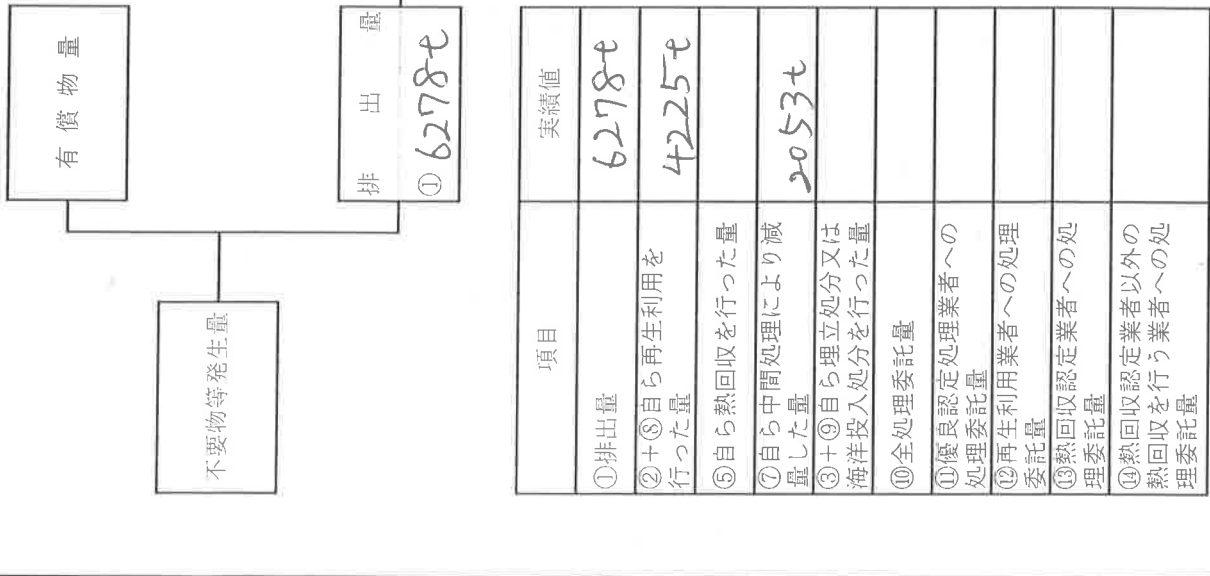 有償物量
不要物等発生量
排出量
① 6278t
項目
実績値
①排出量
6278t
②+⑧自ら再生利用を
行った量
4225t
⑤自ら熱回収を行った量
⑦自ら中間処理により減
量した量
2053t
③+⑨自ら埋立処分又は
海洋投入処分を行った量
⑩全処理委託量
⑪優良認定処理業者への
処理委託量
⑫再生利用業者への処理
委託量
⑬熱回収認定業者への処
理委託量
⑭熱回収認定業者以外の
熱回収を行う業者への処
理委託量